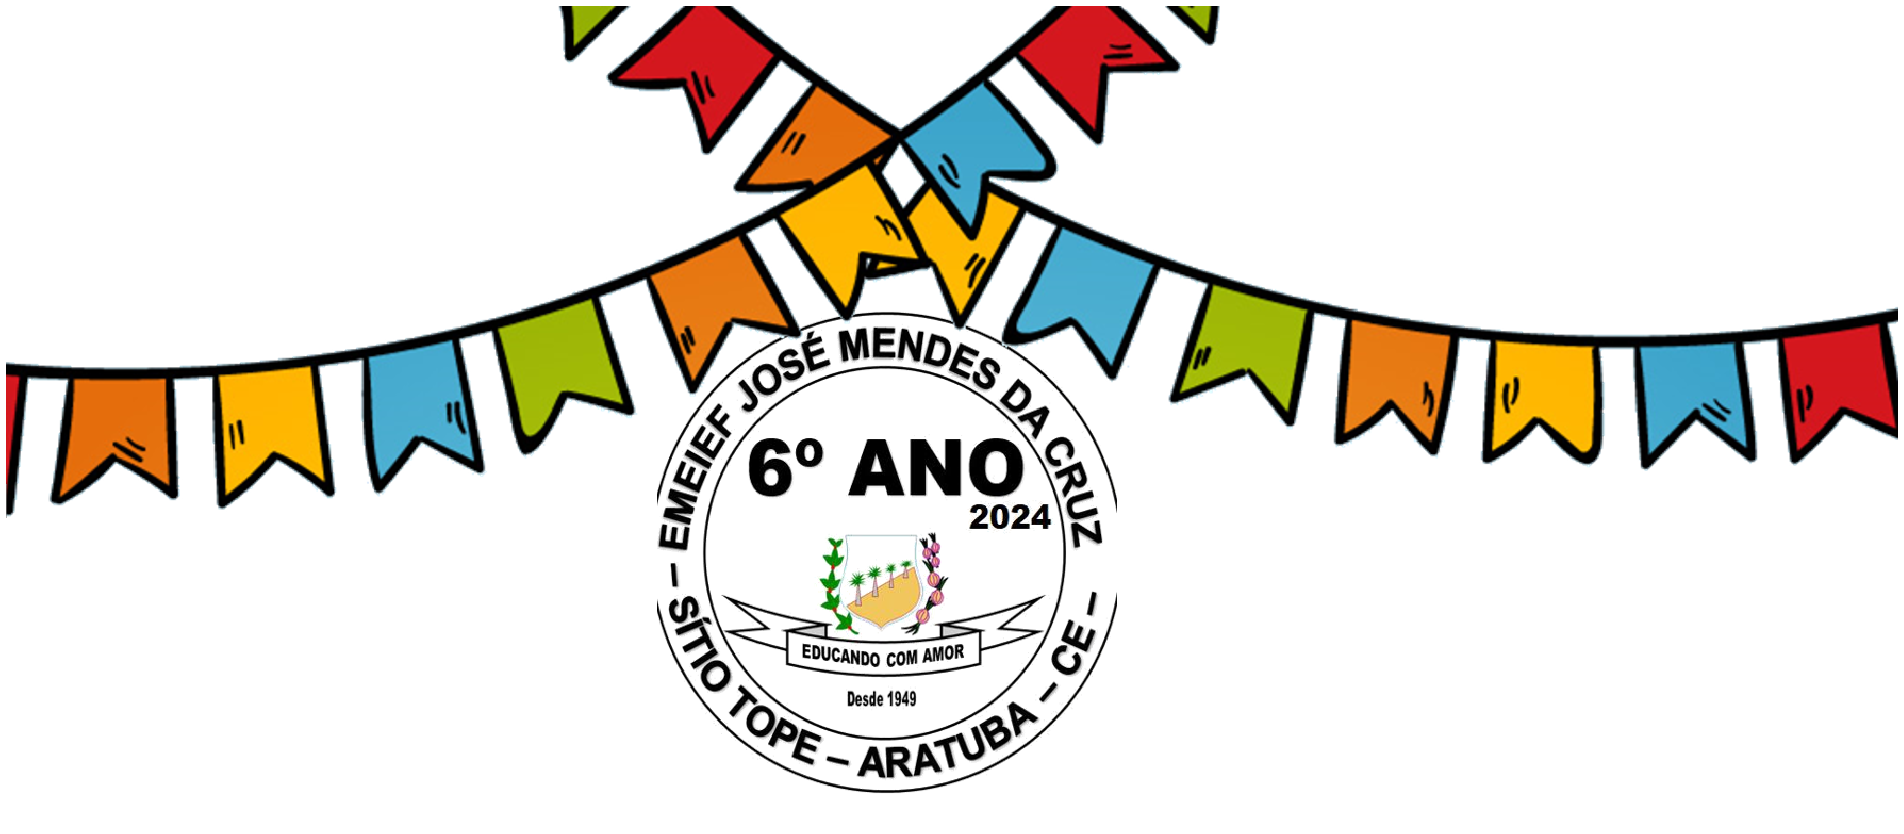 – EMEIEF JOSÉ MENDES DA CRUZ
6º ANO
2024
EDUCANDO COM AMOR
Desde 1949
– SÍTIO TOPE – ARATUBA – CE –